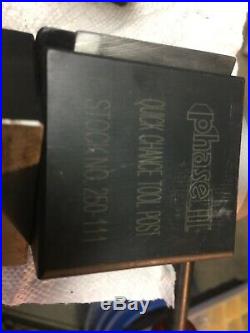 phase II
QUICK CHANGE TOOL POST
STOCK NO. 250-111